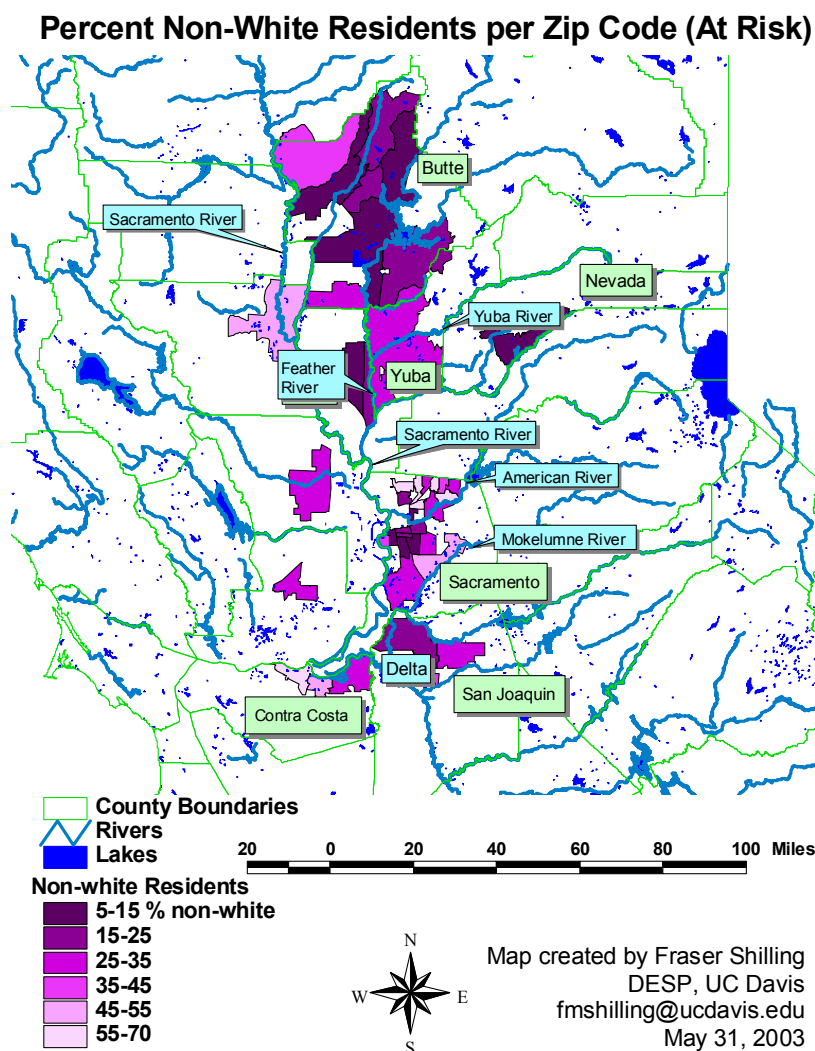 Percent Non-White Residents per Zip Code (At Risk)
Butte
Sacramento River
Nevada
Yuba River
Feather
River
Yuba
Sacramento River
American River
Mokelumne River
Sacramento
Delta
San Joaquin
Contra Costa
County Boundaries
Rivers
Lakes
20 0 20 40 60 80 100 Miles
Non-white Residents
5-15 % non-white
15-25
25-35
35-45
45-55
55-70
N
W E
S
Map created by Fraser Shilling
DESP, UC Davis
fmshilling@ucdavis.edu
May 31, 2003